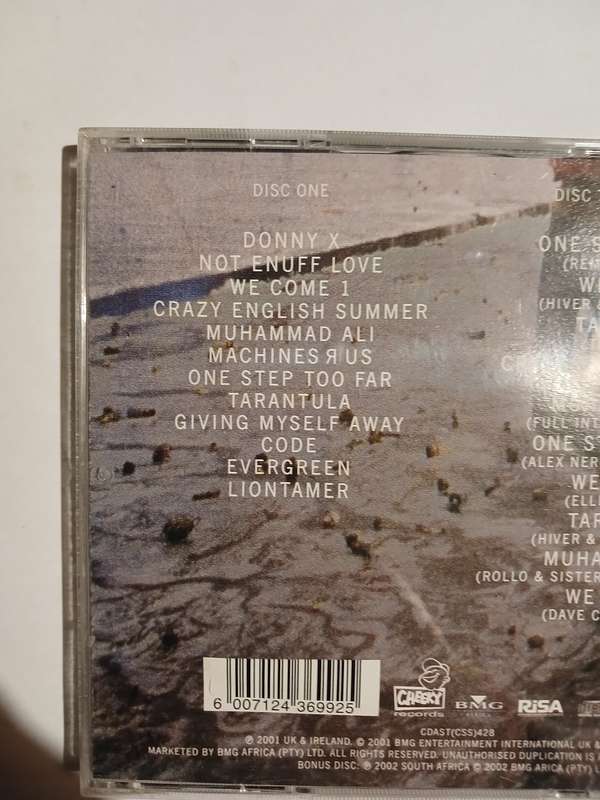 DISC ONE
DONNY X
NOT ENUFF LOVE
WE COME 1
CRAZY ENGLISH SUMMER
MUHAMMAD ALI
MACHINES Я US
ONE STEP TOO FAR
TARANTULA
GIVING MYSELF AWAY
CODE
EVERGREEN
LIONTAMER
DISC
ONE S
WE
(HIVER &
TA
(FULL INT
ONE S
(ALEX NER
WE
(ELLI
TAR
(HIVER &
MUHA
(ROLLO & SISTER
WE
(DAVE C
6 007124 369925
CHEEKY
records
BMG
RiSA
CDAST(CSS)428
℗ 2001 UK & IRELAND. © 2001 BMG ENTERTAINMENT INTERNATIONAL UK &
MARKETED BY BMG AFRICA (PTY) LTD. ALL RIGHTS RESERVED. UNAUTHORISED DUPLICATION IS
BONUS DISC. ℗ 2002 SOUTH AFRICA © 2002 BMG ARICA (PTY) L